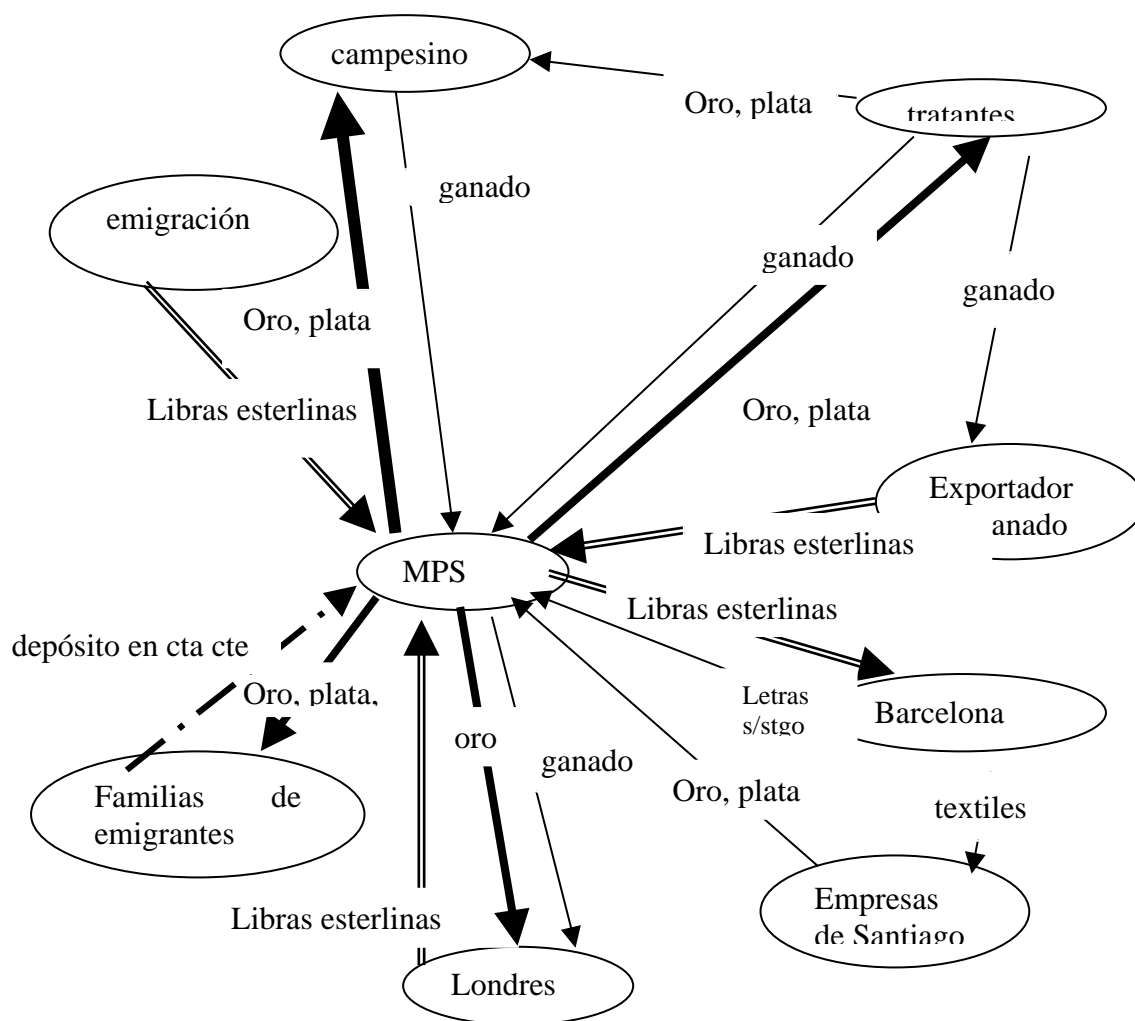 campesino
Oro, plata
tratantes
ganado
emigración
ganado
ganado
Oro, plata
Libras esterlinas
Oro, plata
Exportador
anado
Libras esterlinas
MPS
Libras esterlinas
depósito en cta cte
Oro, plata,
Letras
s/stgo
Barcelona
oro
ganado
Oro, plata
textiles
Familias de
emigrantes
Libras esterlinas
Empresas
de Santiago
Londres